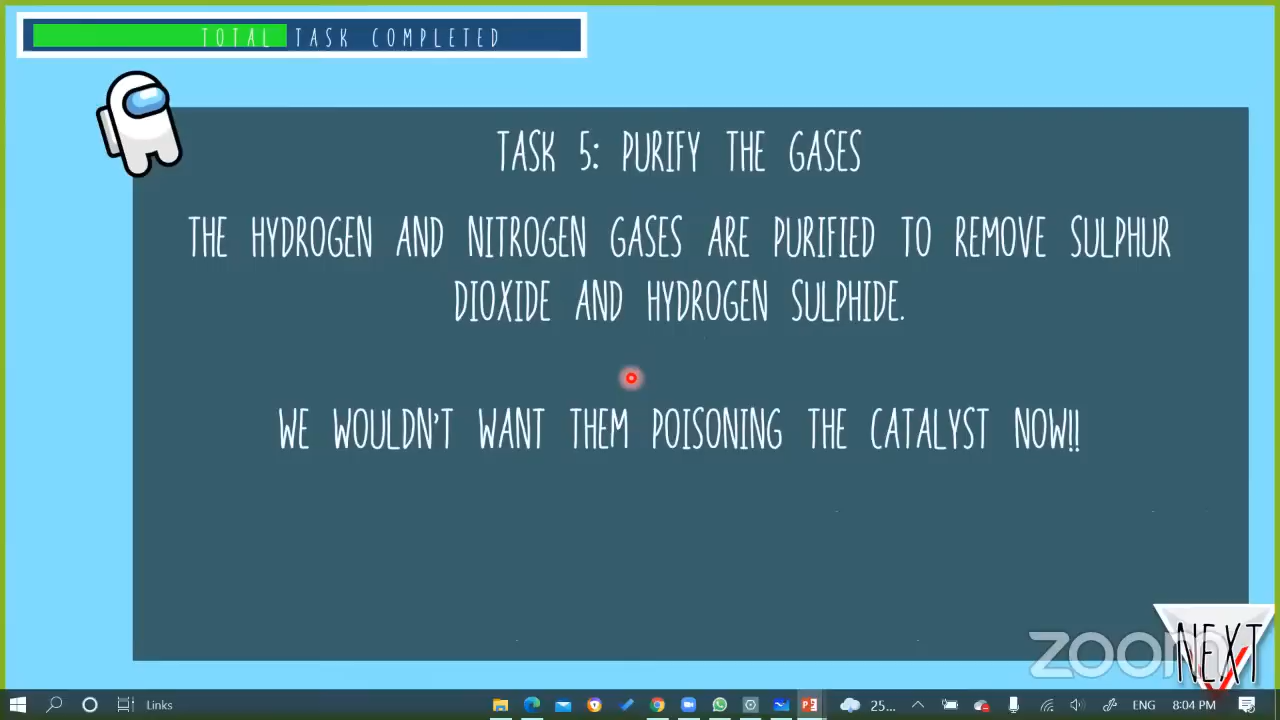 TOTAL TASK COMPLETED
TASK 5: PURIFY THE GASES
THE HYDROGEN AND NITROGEN GASES ARE PURIFIED TO REMOVE SULPHUR
DIOXIDE AND HYDROGEN SULPHIDE.
WE WOULDN'T WANT THEM POISONING THE CATALYST NOW!!
NEXT
zoom
Links
25...
ENG
8:04 PM